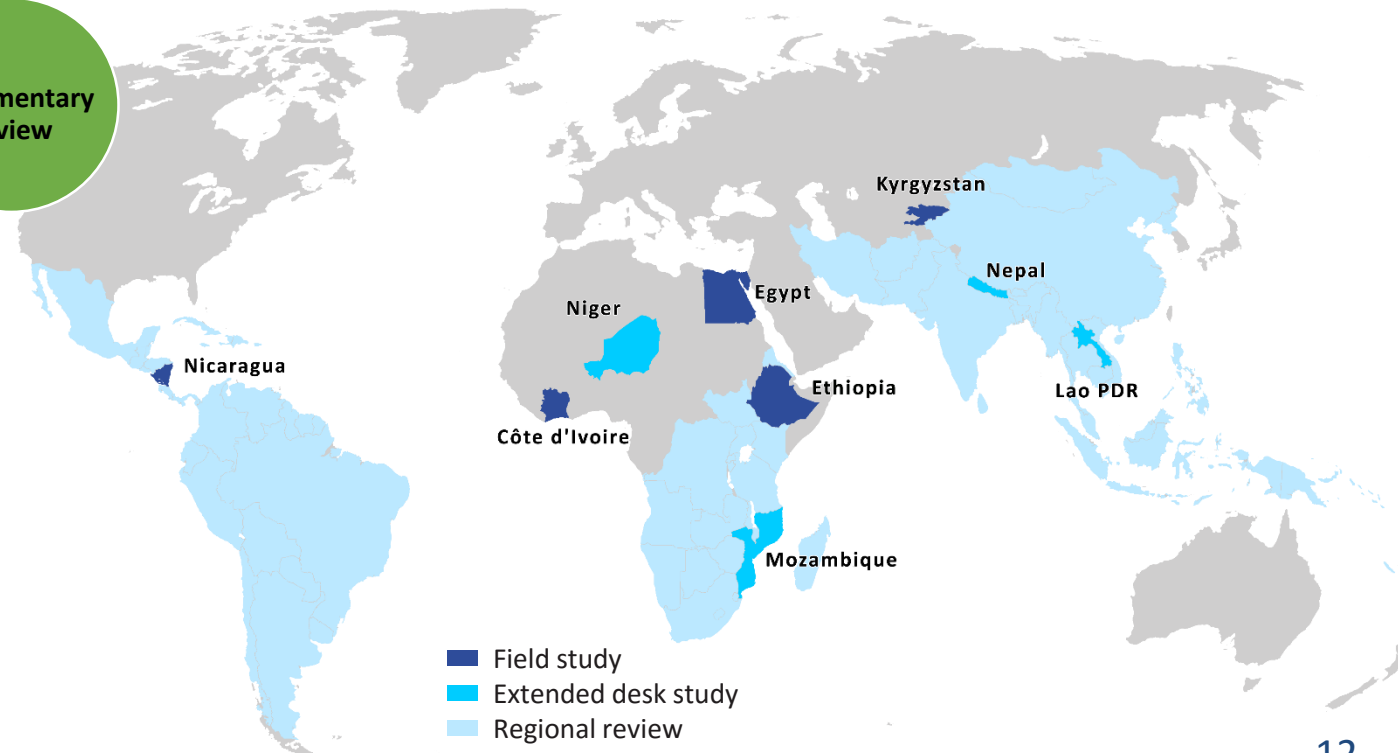 mentary
view
Kyrgyzstan
Nepal
Egypt
Niger
Nicaragua
Ethiopia
Lao PDR
Côte d'Ivoire
Mozambique
Field study
Extended desk study
Regional review
12